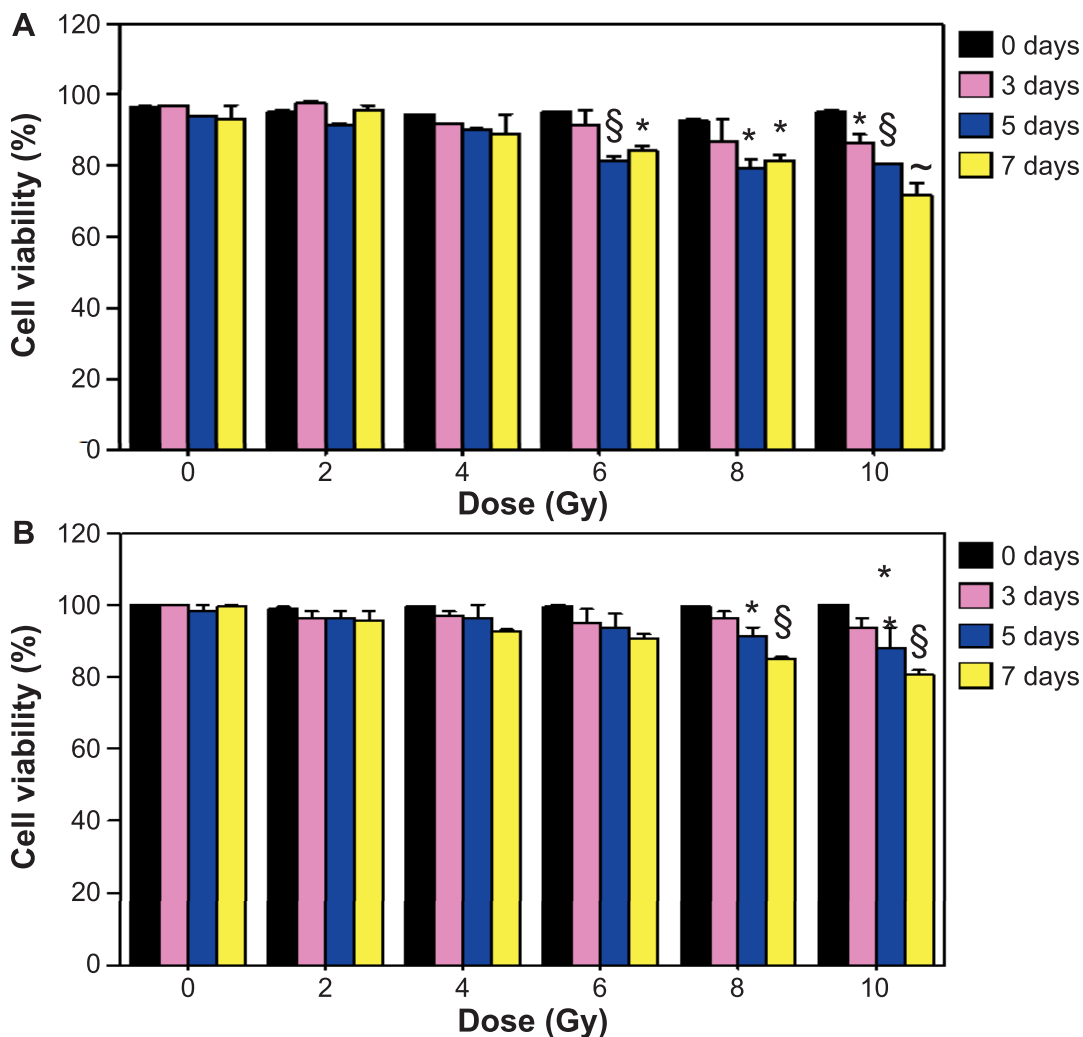 A
Cell viability (%)
120
100
80
60
40
20
0
0 2 4 6 8 10
Dose (Gy)
§ * * * * § ~
0 days
3 days
5 days
7 days
B
Cell viability (%)
120
100
80
60
40
20
0
0 2 4 6 8 10
Dose (Gy)
* § * * §
0 days
3 days
5 days
7 days